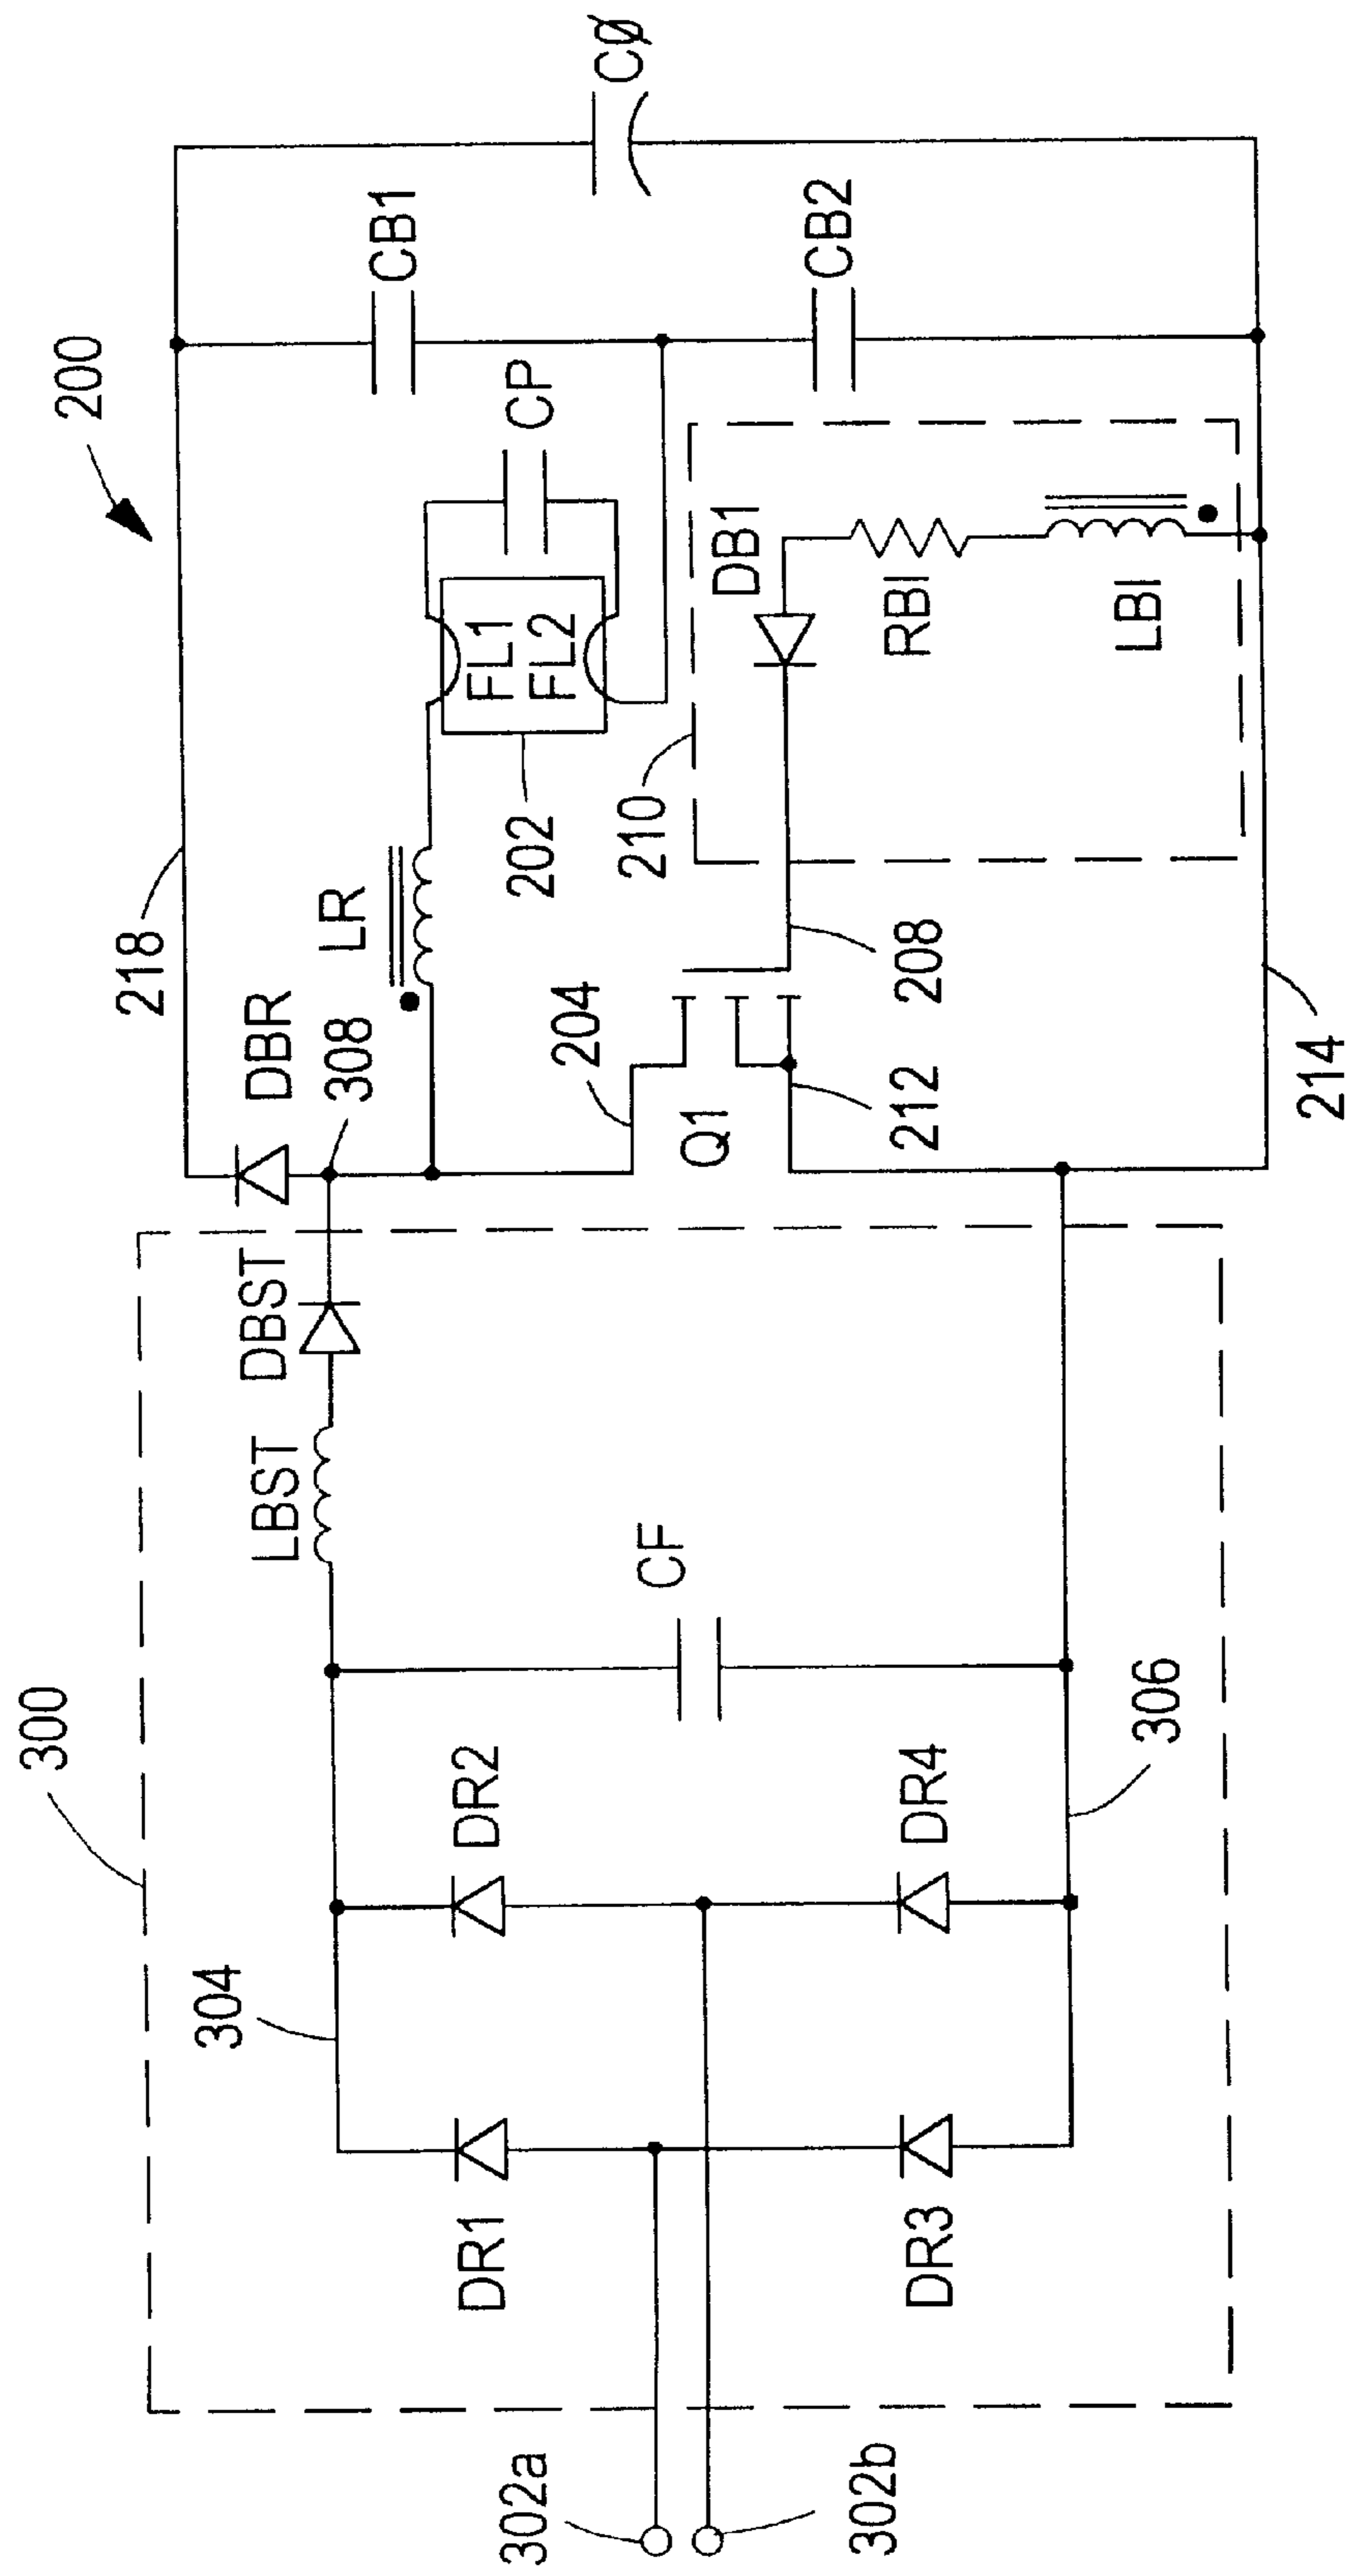 300
304
DR1
DR2
DR3
DR4
302a
302b
306
CF
LBST
DBST
200
218
DBR
308
LR
204
Q1
212
208
214
202
FL1
FL2
CP
210
DB1
RBI
LBI
CB1
CB2
CØ